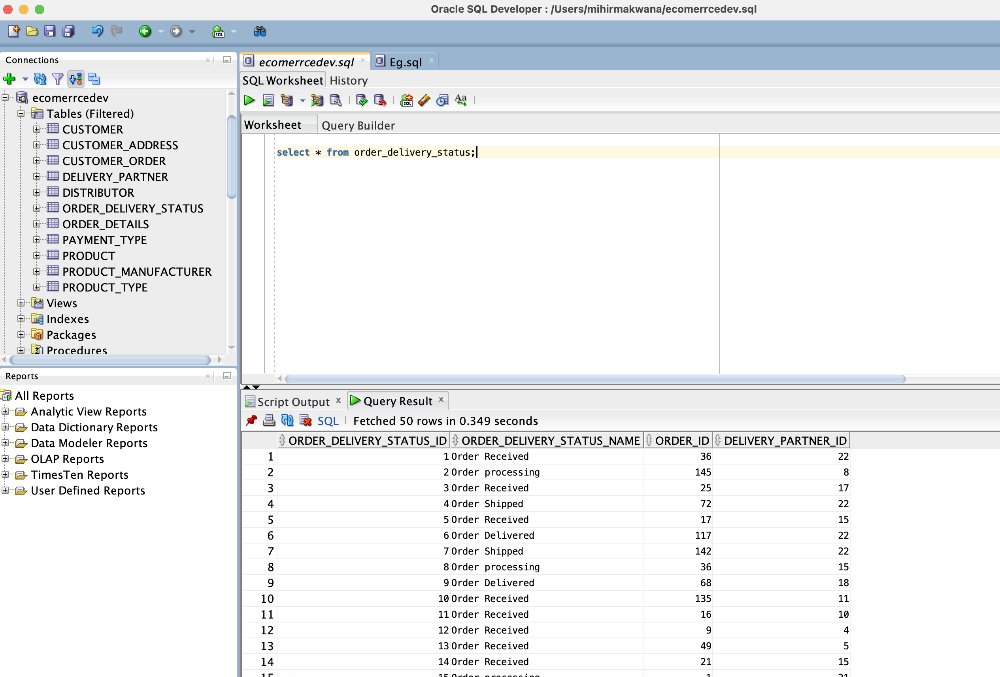 Oracle SQL Developer : /Users/mihirmakwana/ecomerrcedev.sql
Connections
ecomerrcedev
Tables (Filtered)
CUSTOMER
CUSTOMER_ADDRESS
CUSTOMER_ORDER
DELIVERY_PARTNER
DISTRIBUTOR
ORDER_DELIVERY_STATUS
ORDER_DETAILS
PAYMENT_TYPE
PRODUCT
PRODUCT_MANUFACTURER
PRODUCT_TYPE
Views
Indexes
Packages
Procedures
Reports
All Reports
Analytic View Reports
Data Dictionary Reports
Data Modeler Reports
OLAP Reports
TimesTen Reports
User Defined Reports
ecomerrcedev.sql Eg.sql
SQL Worksheet History
Worksheet Query Builder
select * from order_delivery_status;
Script Output Query Result
SQL Fetched 50 rows in 0.349 seconds
ORDER_DELIVERY_STATUS_ID ORDER_DELIVERY_STATUS_NAME ORDER_ID DELIVERY_PARTNER_ID
1 1 Order Received 36 22
2 2 Order processing 145 8
3 3 Order Received 25 17
4 4 Order Shipped 72 22
5 5 Order Received 17 15
6 6 Order Delivered 117 22
7 7 Order Shipped 142 22
8 8 Order processing 36 15
9 9 Order Delivered 68 18
10 10 Order Received 135 11
11 11 Order Received 16 10
12 12 Order Received 9 4
13 13 Order Received 49 5
14 14 Order Received 21 15
15 15 Order processing 1 21